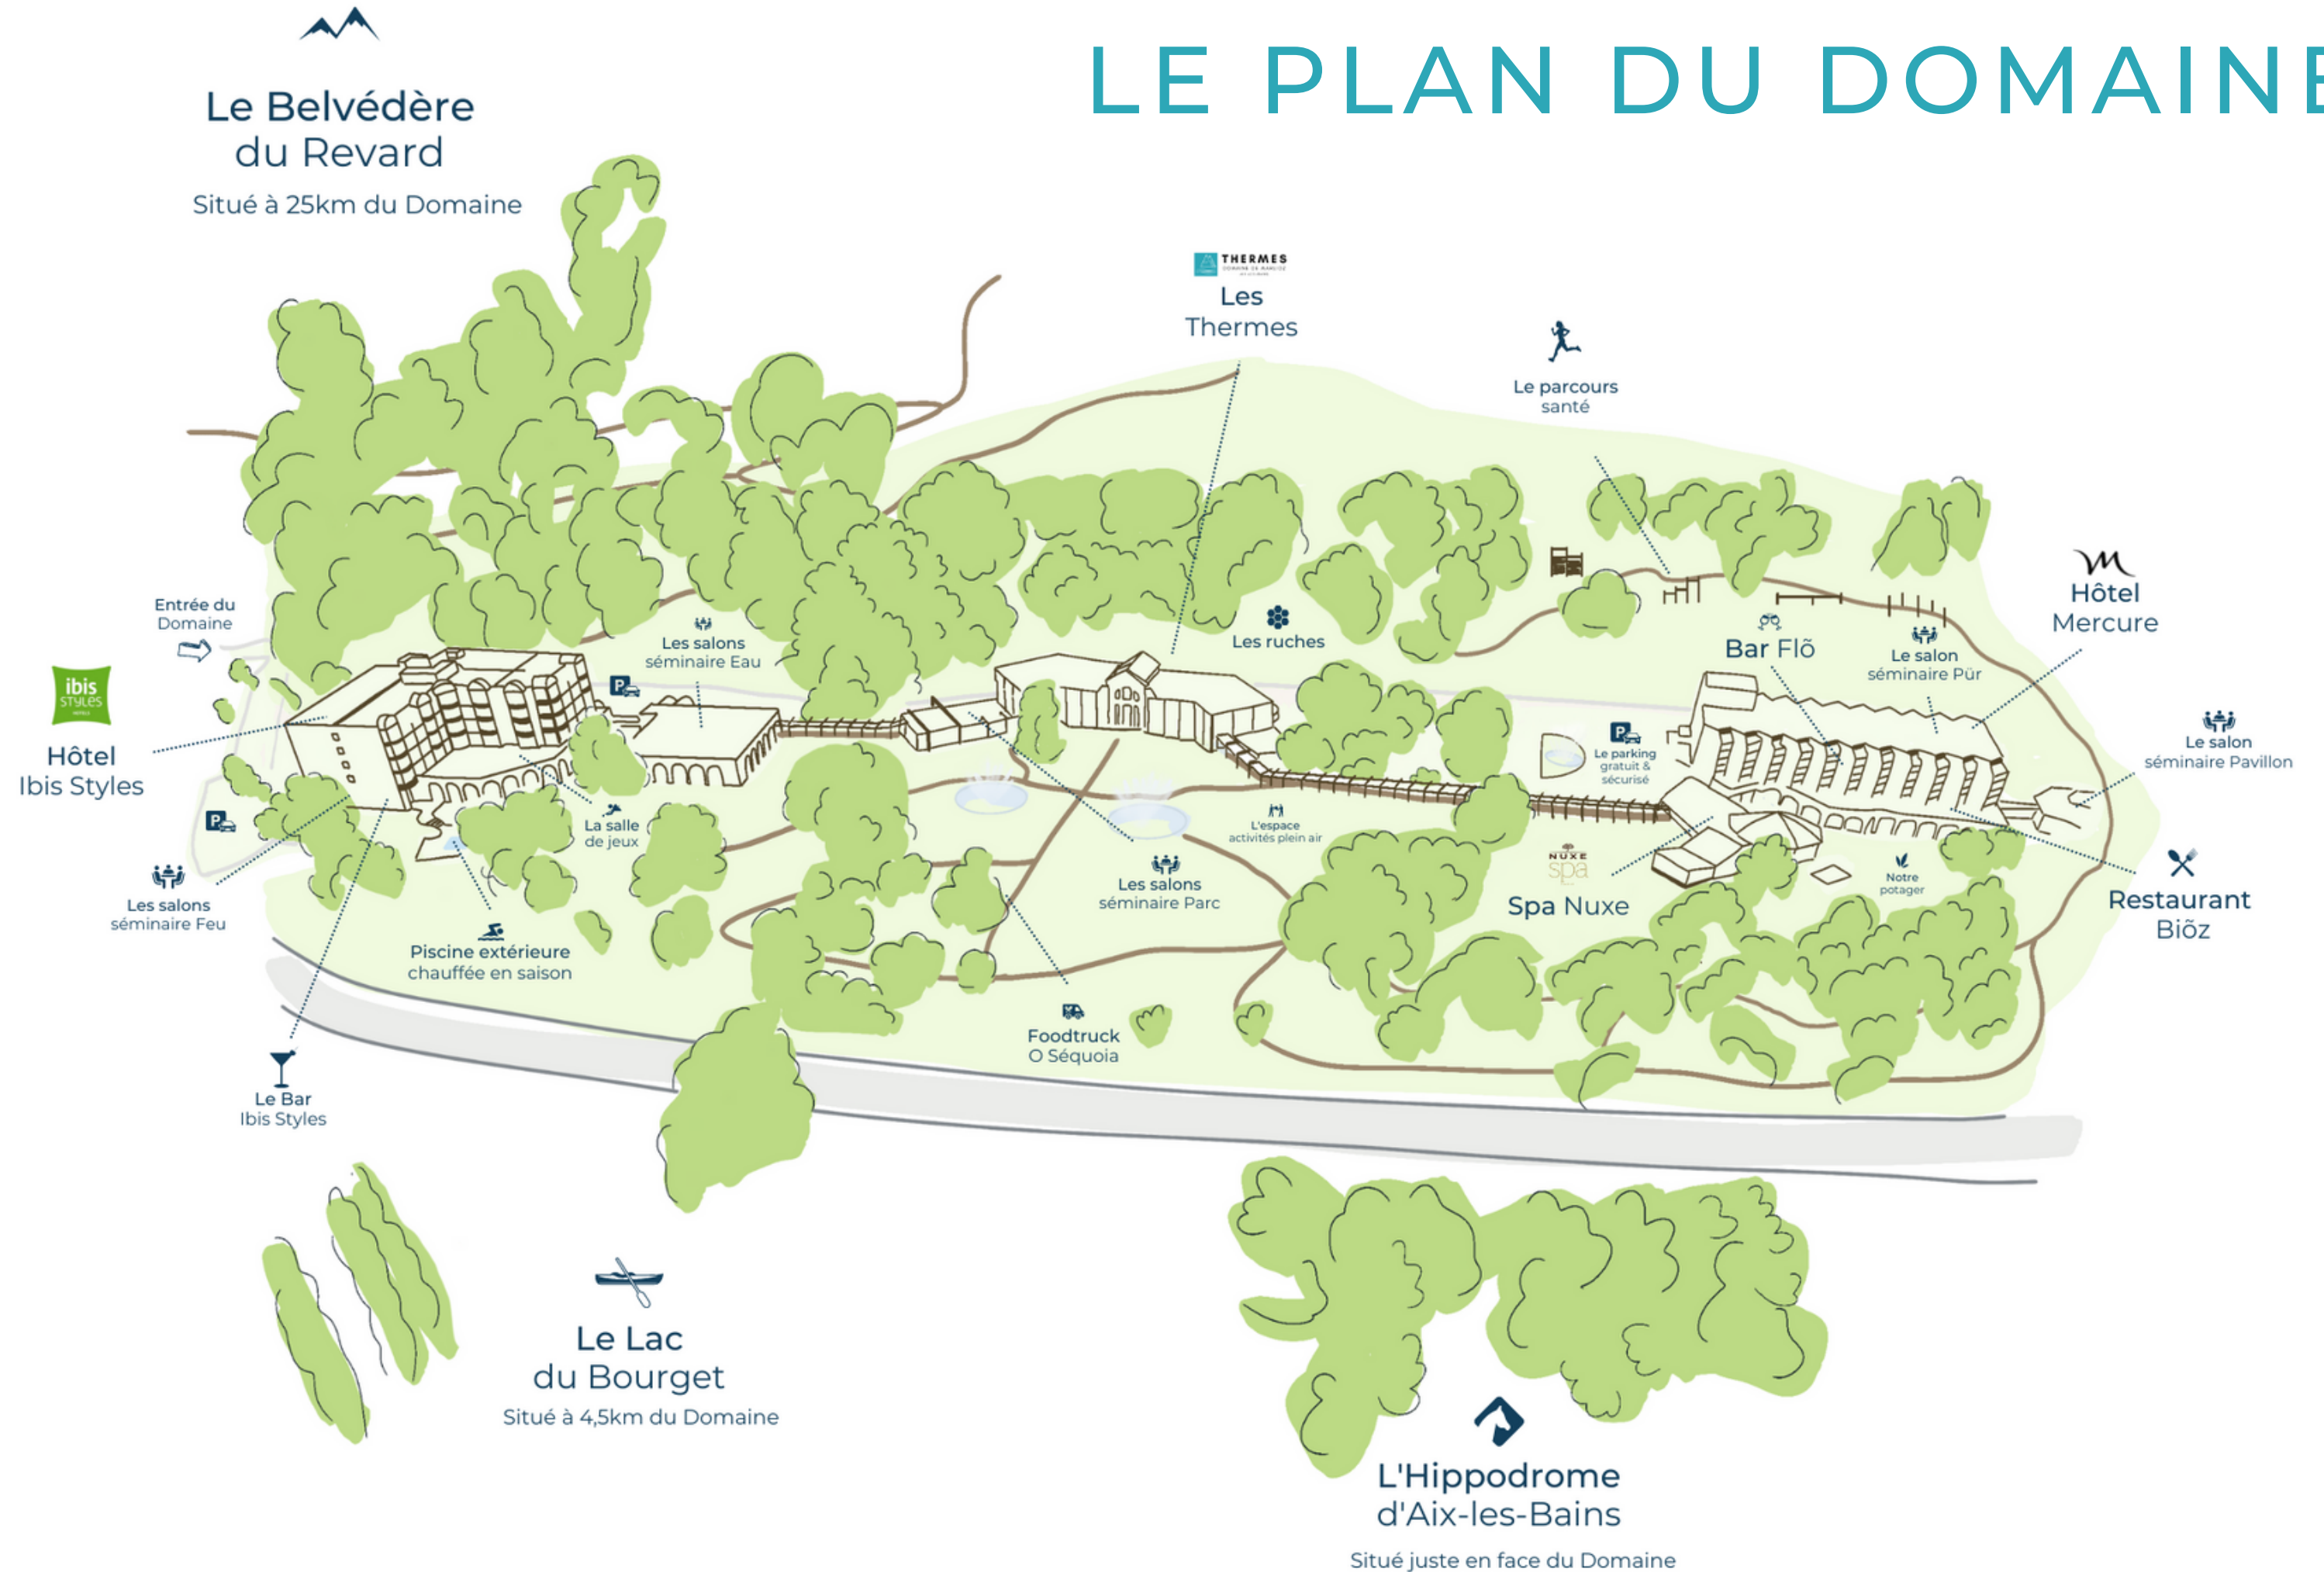 LE PLAN DU DOMAINE
Le Belvédère
du Revard
Situé à 25km du Domaine
THERMES
Les
Thermes
Le parcours
santé
Entrée du
Domaine
ibis
STYLES
HOTELS
Hôtel
Ibis Styles
Les salons
séminaire Eau
P
Les ruches
Bar Flõ
Le salon
séminaire Pür
Hôtel
Mercure
Le salon
séminaire Pavillon
P
Le parking
gratuit &
sécurisé
P
La salle
de jeux
L'espace
activités plein air
Les salons
séminaire Feu
Les salons
séminaire Parc
NUXE
spa
Spa Nuxe
Notre
potager
Restaurant
Biõz
Piscine extérieure
chauffée en saison
Foodtruck
O Séquoia
Le Bar
Ibis Styles
Le Lac
du Bourget
Situé à 4,5km du Domaine
L'Hippodrome
d'Aix-les-Bains
Situé juste en face du Domaine